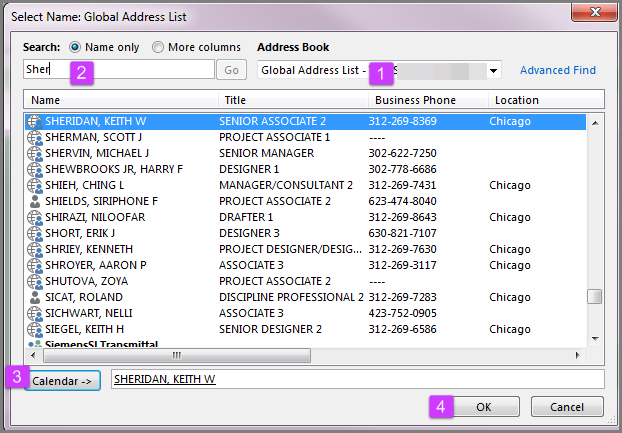 Select Name: Global Address List
Search: Name only More columns Address Book
Sher 2 Go Global Address List - 1 Advanced Find
Name Title Business Phone Location
SHERIDAN, KEITH W SENIOR ASSOCIATE 2 312-269-8369 Chicago
SHERMAN, SCOTT J PROJECT ASSOCIATE 1 ----
SHERVIN, MICHAEL J SENIOR MANAGER 302-622-7250
SHEWBROOKS JR, HARRY F DESIGNER 1 302-778-6686
SHIEH, CHING L MANAGER/CONSULTANT 2 312-269-7431 Chicago
SHIELDS, SIRIPHONE F PROJECT ASSOCIATE 2 623-474-8040
SHIRAZI, NILOOFAR DRAFTER 1 312-269-8643 Chicago
SHORT, ERIK J DESIGNER 3 630-821-7107
SHRIEY, KENNETH PROJECT DESIGNER/DESIG... 312-269-7630 Chicago
SHROYER, AARON P ASSOCIATE 3 312-269-3117 Chicago
SHUTOVA, ZOYA PROJECT ASSOCIATE 2 ----
SICAT, ROLAND DISCIPLINE PROFESSIONAL 2 312-269-7283 Chicago
SICHWART, NELLI ASSOCIATE 3 423-752-0905
SIEGEL, KEITH H SENIOR DESIGNER 2 312-269-6586 Chicago
SiemensSLTransmittal
3 Calendar -> SHERIDAN, KEITH W
4 OK Cancel